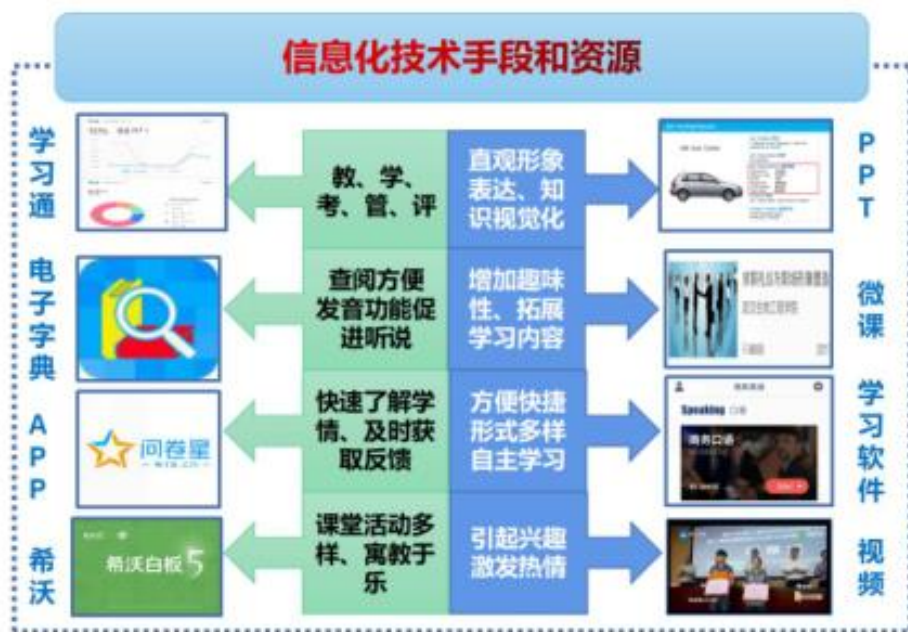 信息化技术手段和资源
学习通
教、学、
考、管、评
直观形象
表达、知
识视觉化
PPT
电子字典
查阅方便
发音功能促
进听说
增加趣味
性、拓展
学习内容
微课
APP
问卷星
快速了解学
情、及时获
取反馈
方便快捷
形式多样
自主学习
Speaking 口语
商务口语
学习软件
希沃
希沃白板 5
课堂活动多
样、寓教于
乐
引起兴趣
激发热情
视频